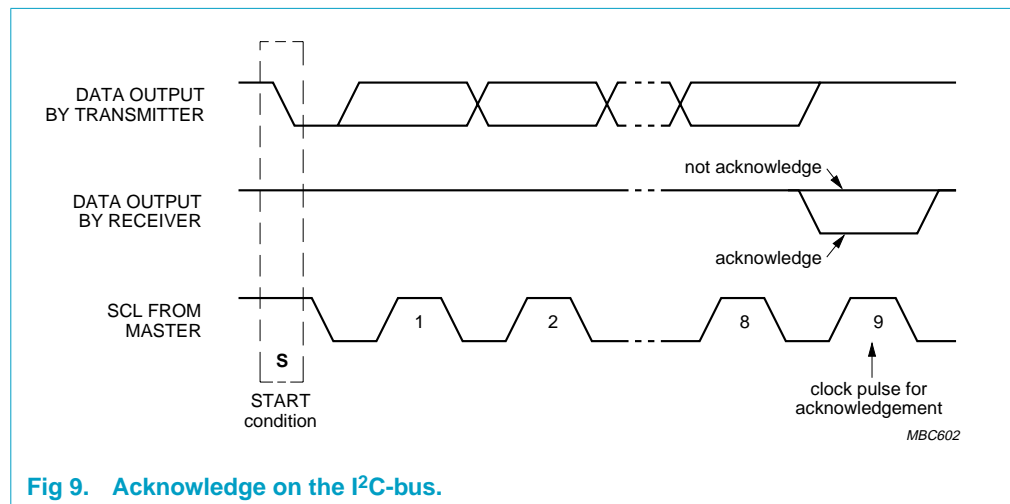 DATA OUTPUT
BY TRANSMITTER
not acknowledge
DATA OUTPUT
BY RECEIVER
acknowledge
SCL FROM
MASTER
1
2
8
9
S
START
condition
clock pulse for
acknowledgement
MBC602
Fig 9. Acknowledge on the I²C-bus.